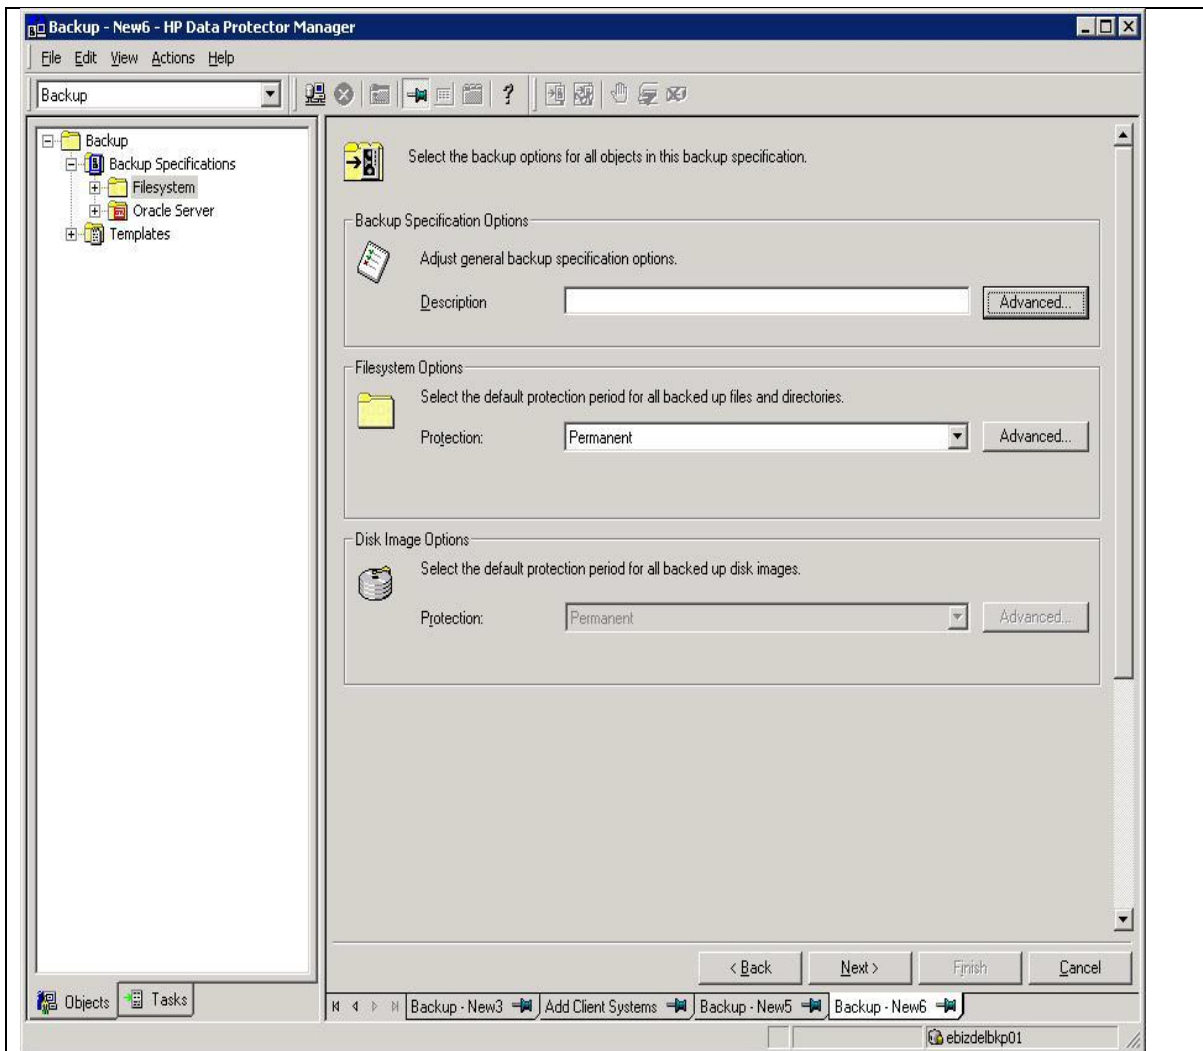 Backup - New6 - HP Data Protector Manager
File Edit View Actions Help
Backup
Backup
Backup Specifications
Filesystem
Oracle Server
Templates
Objects
Tasks
Select the backup options for all objects in this backup specification.
Backup Specification Options
Adjust general backup specification options.
Description
Advanced...
Filesystem Options
Select the default protection period for all backed up files and directories.
Protection: Permanent Advanced...
Disk Image Options
Select the default protection period for all backed up disk images.
Protection: Permanent Advanced...
< Back Next > Finish Cancel
Backup - New3 Add Client Systems Backup - New5 Backup - New6
ebizdelbkp01